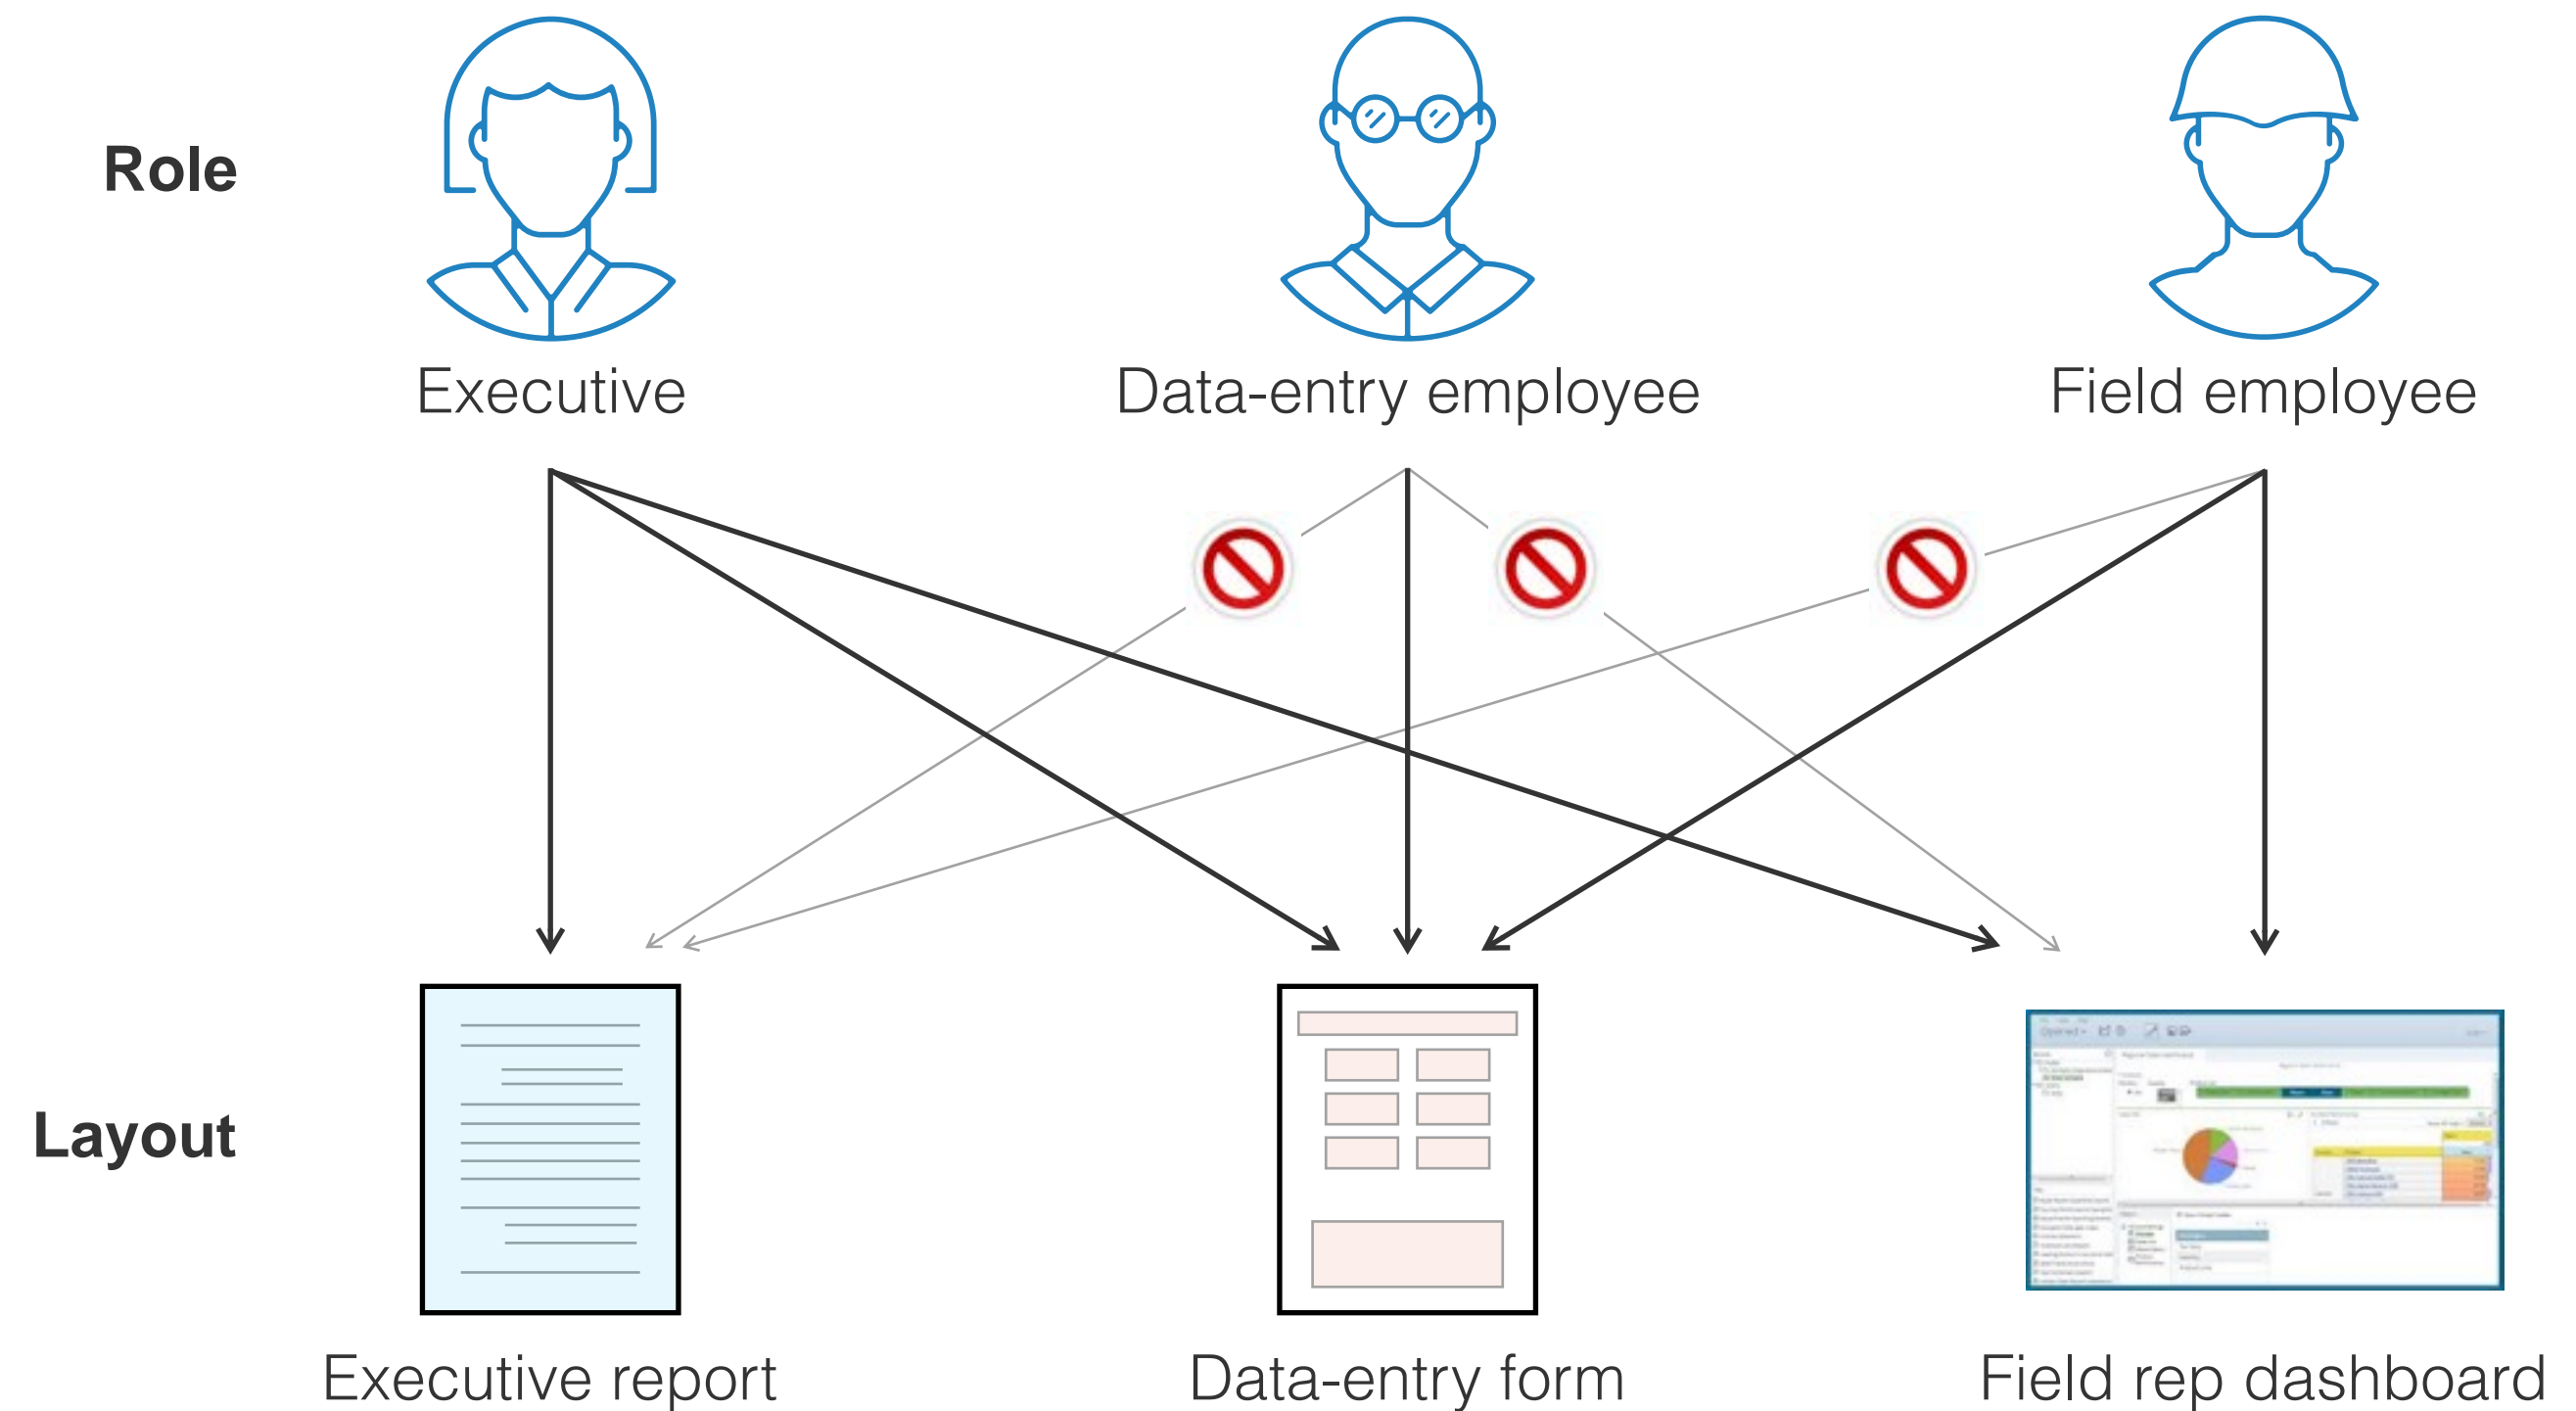 Role
Executive
Data-entry employee
Field employee
Layout
Executive report
Data-entry form
Field rep dashboard